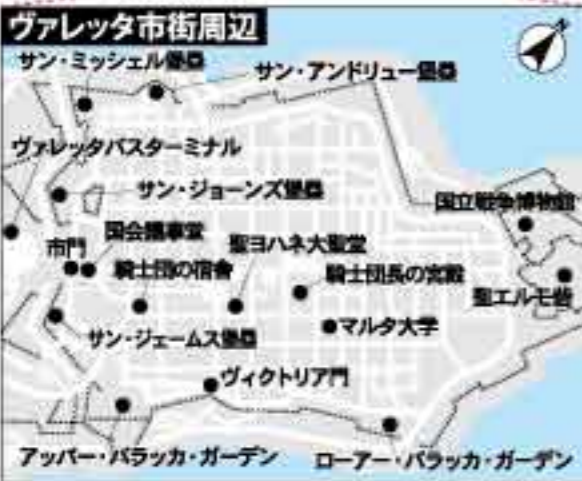 ヴァレッタ市街周辺
サン・ミッシェル堡塁
サン・アンドリュー堡塁
ヴァレッタバスターミナル
サン・ジョーンズ堡塁
国立戦争博物館
市門
国会議事堂
聖ヨハネ大聖堂
騎士団の宿舎
騎士団長の宮殿
聖エルモ砦
サン・ジェームス堡塁
マルタ大学
ヴィクトリア門
アッパー・バラッカ・ガーデン
ローアー・バラッカ・ガーデン